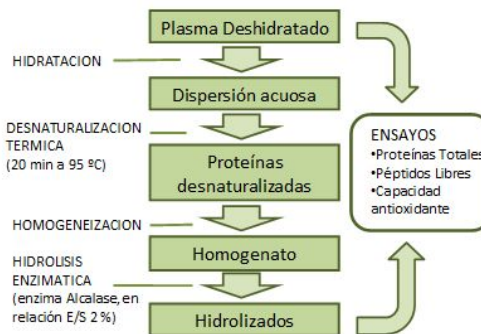 Plasma Deshidratado
HIDRATACION
Dispersión acuosa
DESNATURALIZACION
TERMICA
(20 min a 95 ºC)
Proteínas
desnaturalizadas
HOMOGENEIZACION
Homogenato
HIDROLISIS
ENZIMATICA
(enzima Alcalase, en
relación E/S 2%)
Hidrolizados
ENSAYOS
•Proteínas Totales
•Péptidos Libres
•Capacidad
antioxidante